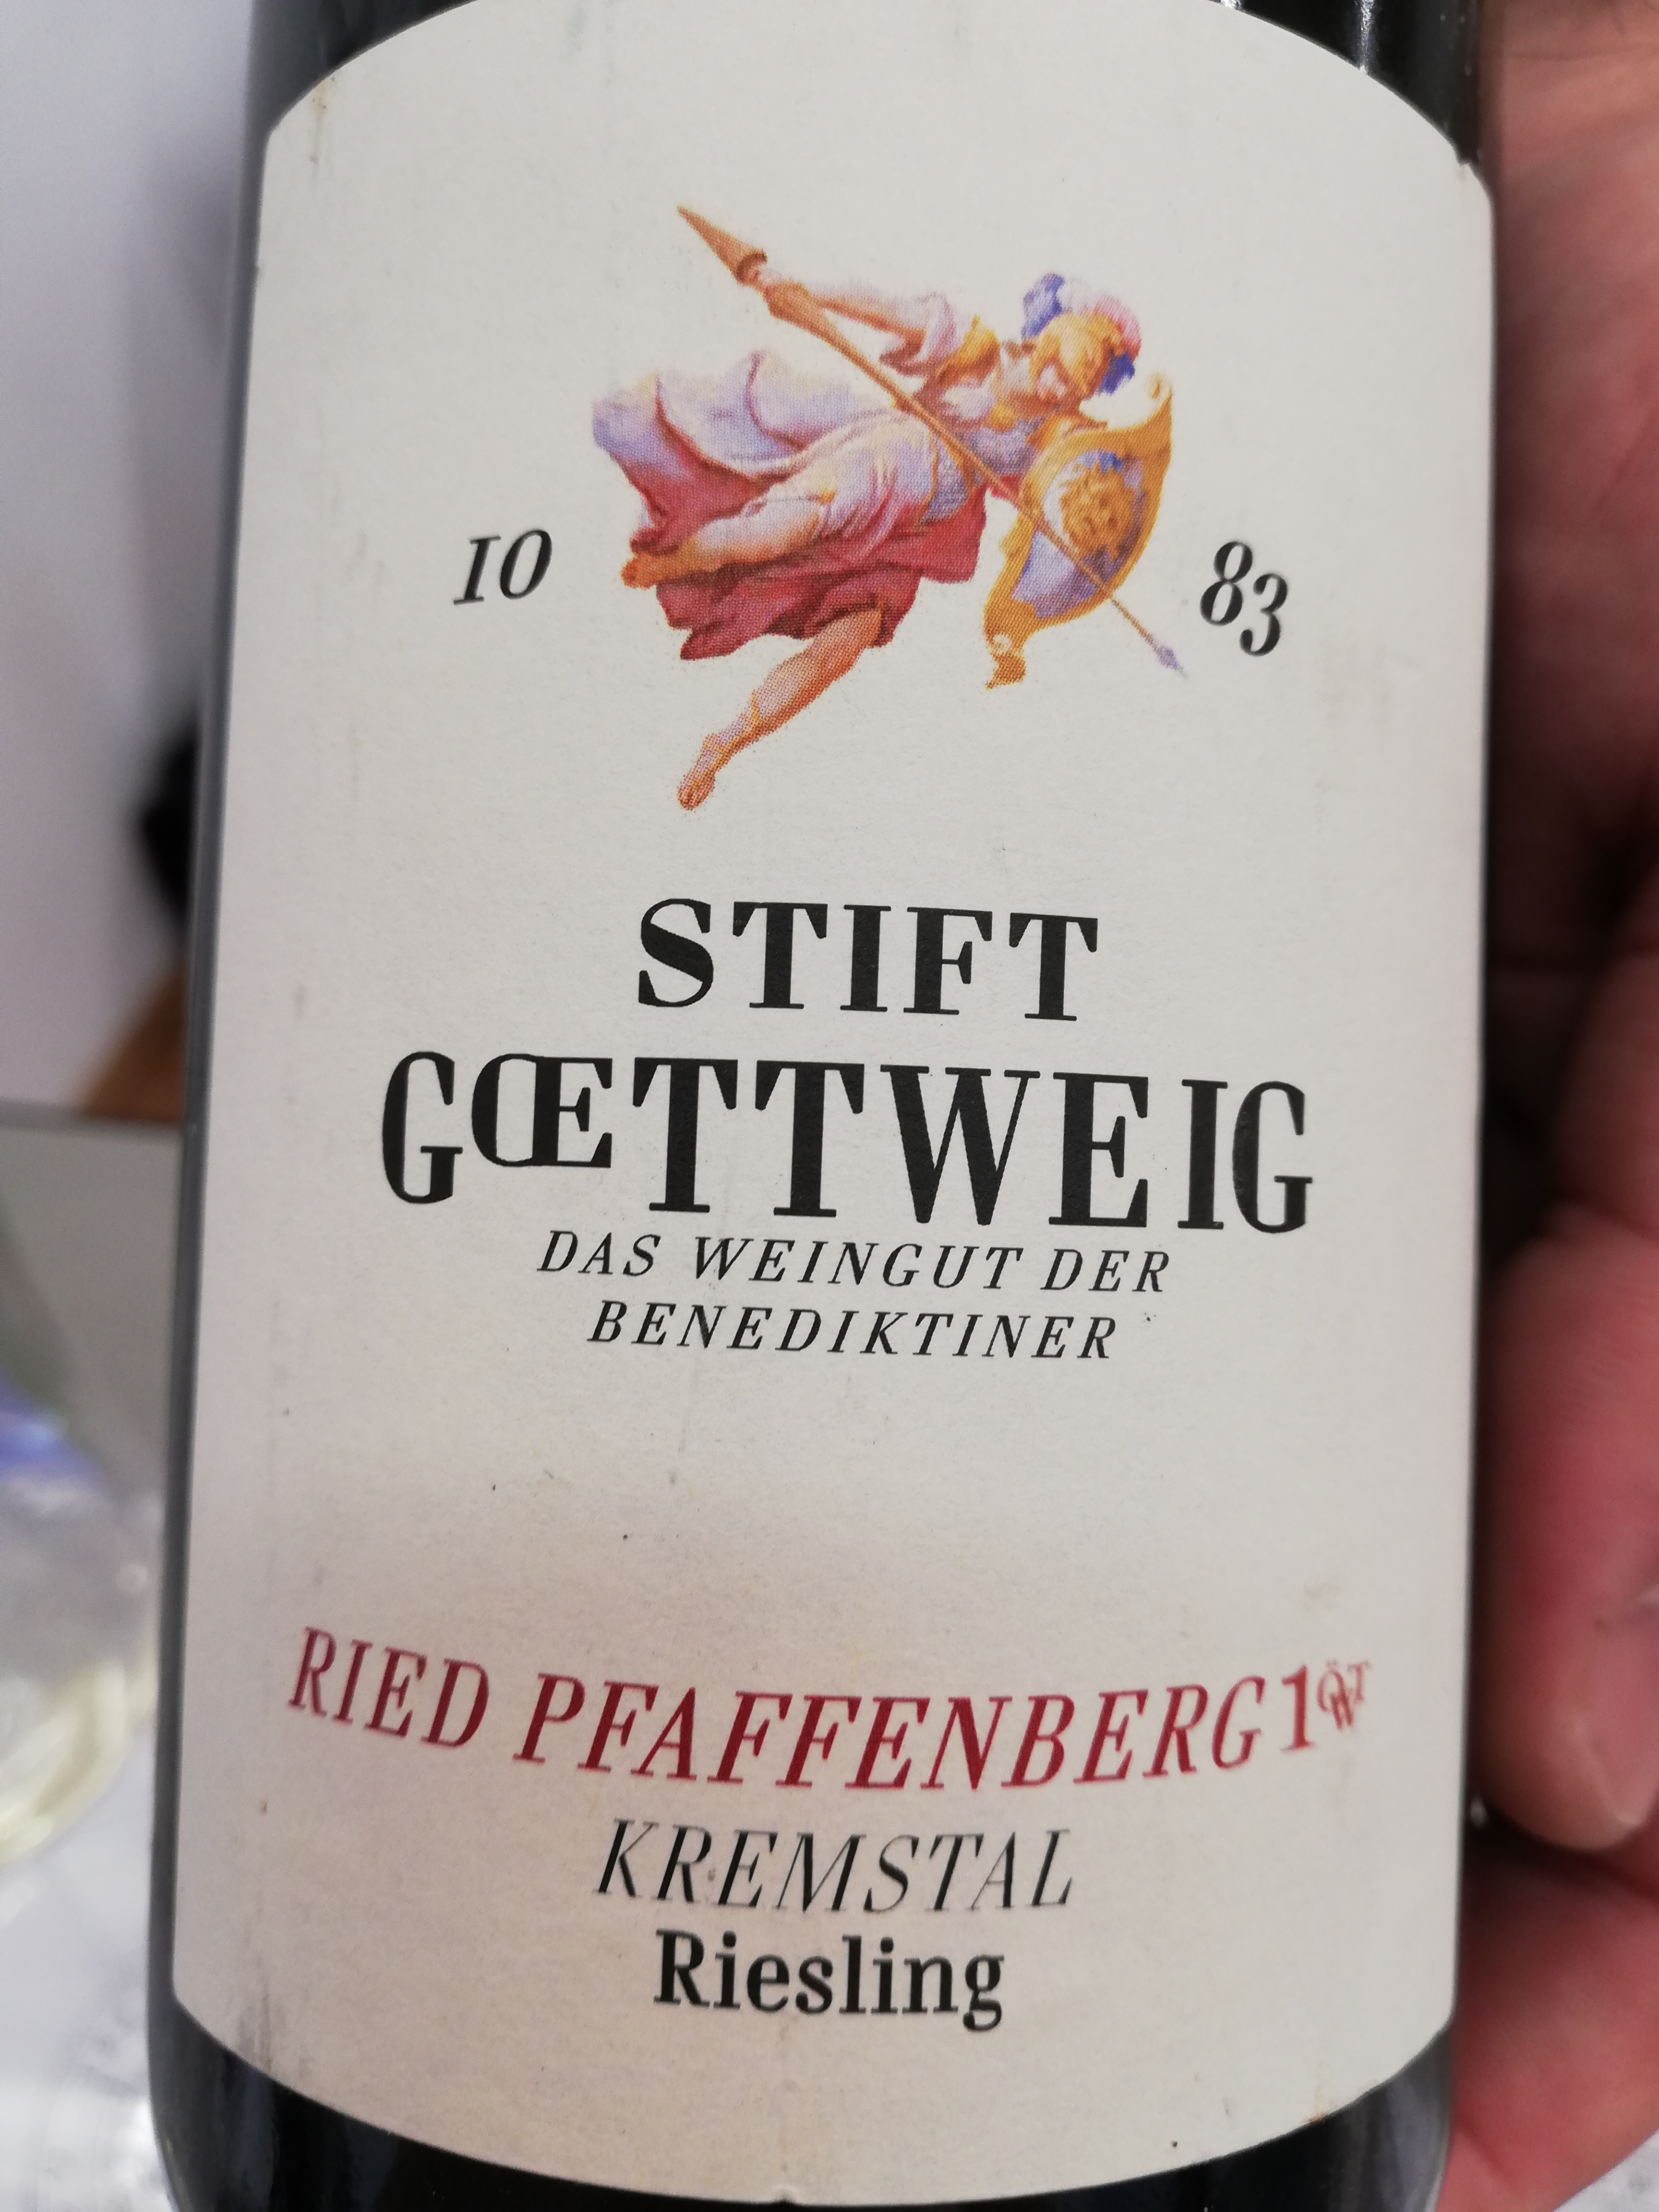 10 83
STIFT
GŒTTWEIG
DAS WEINGUT DER
BENEDIKTINER
RIED PFAFFENBERG 1ÖTW
KREMSTAL
Riesling